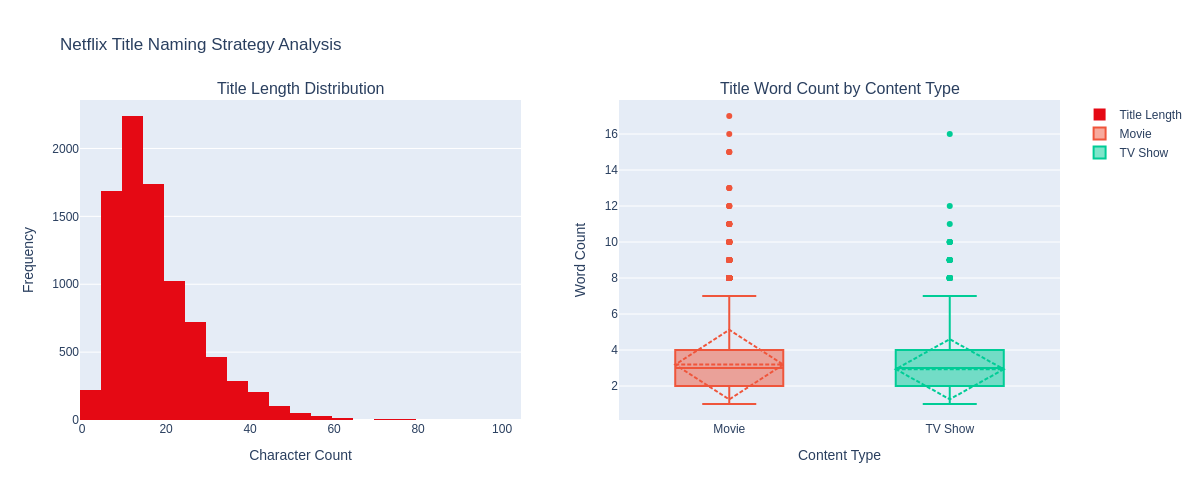 Netflix Title Naming Strategy Analysis
Title Length Distribution
Frequency
2000
1500
1000
500
0
0 20 40 60 80 100
Character Count
Title Word Count by Content Type
Word Count
16
14
12
10
8
6
4
2
Movie TV Show
Content Type
Title Length
Movie
TV Show